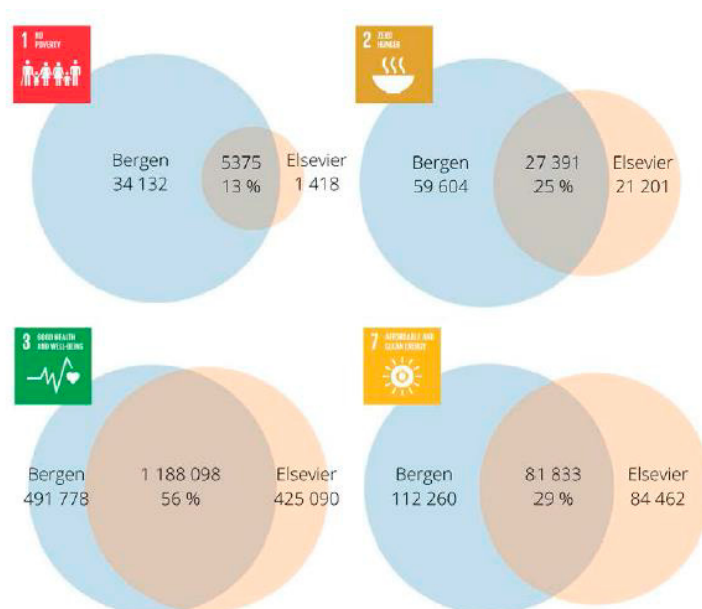 1 NO
POVERTY
Bergen
34 132
5375
13 %
Elsevier
1 418
2 ZERO
HUNGER
Bergen
59 604
27 391
25 %
Elsevier
21 201
3 GOOD HEALTH
AND WELL-BEING
Bergen
491 778
1 188 098
56 %
Elsevier
425 090
7 AFFORDABLE AND
CLEAN ENERGY
Bergen
112 260
81 833
29 %
Elsevier
84 462